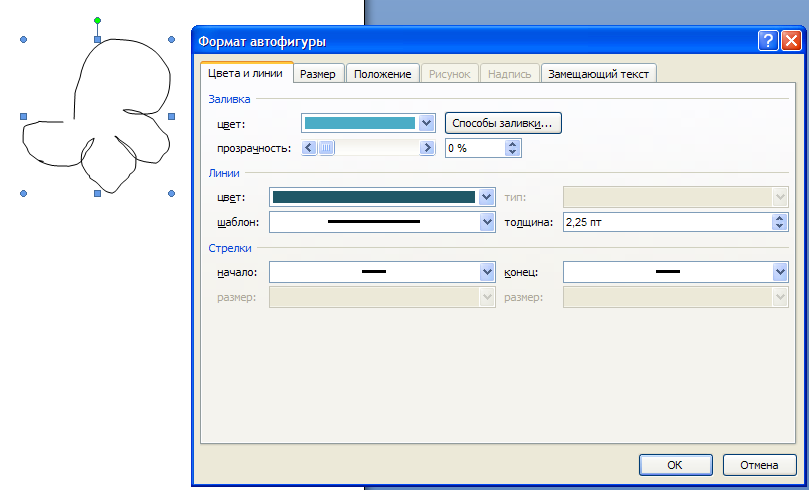 Формат автофигуры
Цвета и линии Размер Положение Рисунок Надпись Замещающий текст
Заливка
цвет: Способы заливки...
прозрачность: 0 %
Линии
цвет: тип:
шаблон: толщина: 2,25 пт
Стрелки
начало: конец:
размер: размер:
ОК Отмена